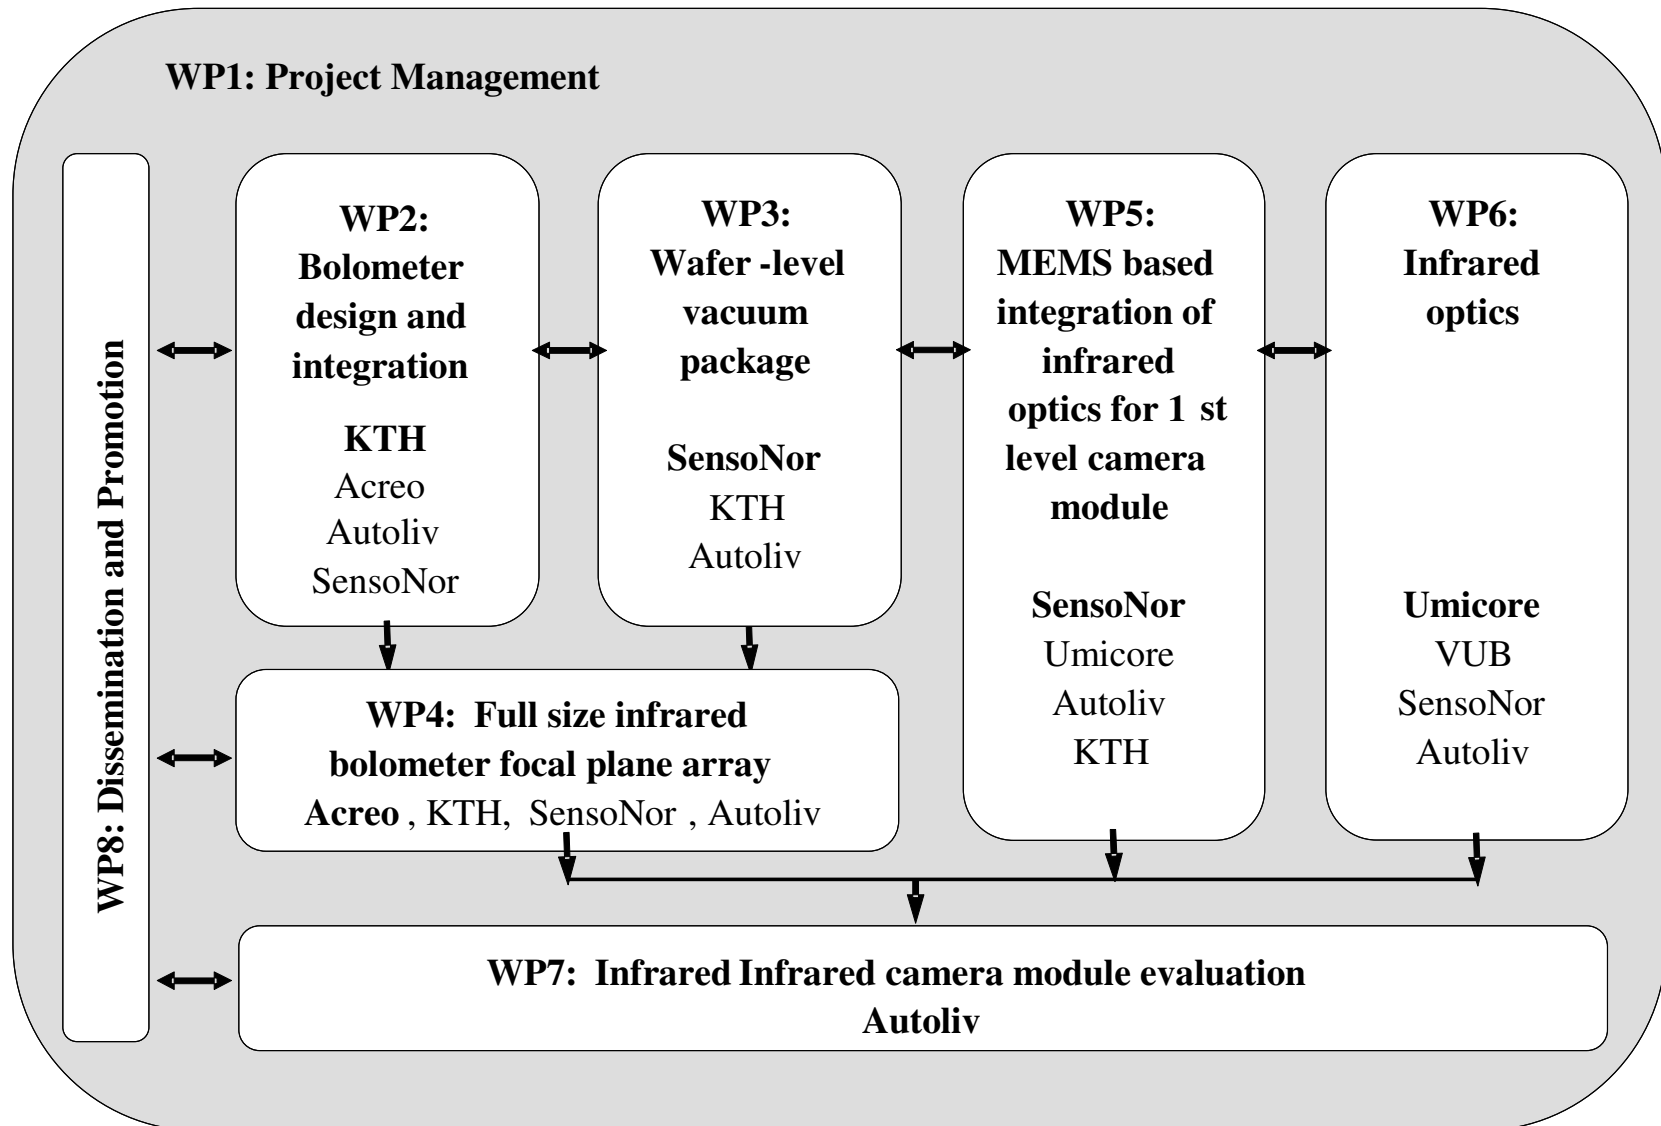 WP1: Project Management
WP8: Dissemination and Promotion
WP2:
Bolometer
design and
integration
KTH
Acreo
Autoliv
SensoNor
WP3:
Wafer -level
vacuum
package
SensoNor
KTH
Autoliv
WP5:
MEMS based
integration of
infrared
optics for 1 st
level camera
module
SensoNor
Umicore
Autoliv
KTH
WP6:
Infrared
optics
Umicore
VUB
SensoNor
Autoliv
WP4: Full size infrared
bolometer focal plane array
Acreo , KTH, SensoNor , Autoliv
WP7: Infrared Infrared camera module evaluation
Autoliv